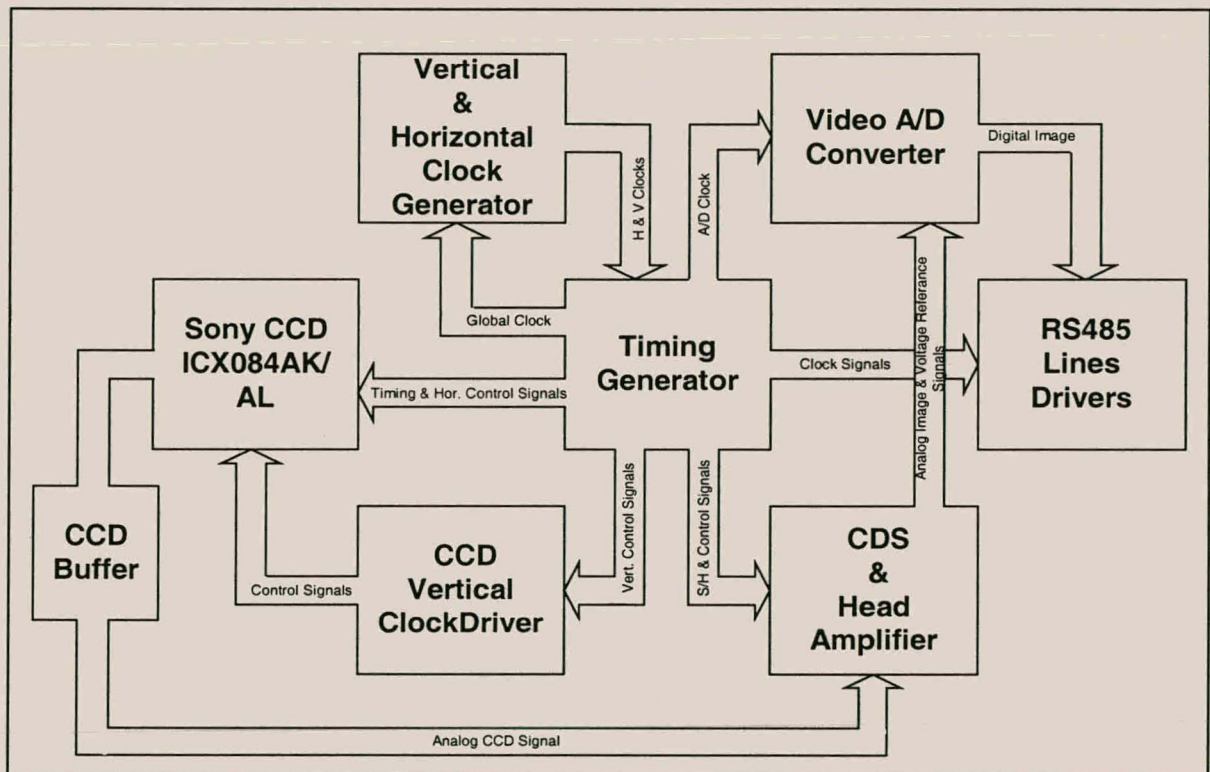 Vertical
&
Horizontal
Clock
Generator
Video A/D
Converter
Digital Image
H & V Clocks
A/D Clock
Sony CCD
ICX084AK/
AL
Global Clock
Timing
Generator
Clock Signals
Analog Image & Voltage Referance
Signals
RS485
Lines
Drivers
Timing & Hor. Control Signals
CCD
Buffer
Control Signals
CCD
Vertical
ClockDriver
Vert. Control Signals
S/H & Control Signals
CDS
&
Head
Amplifier
Analog CCD Signal